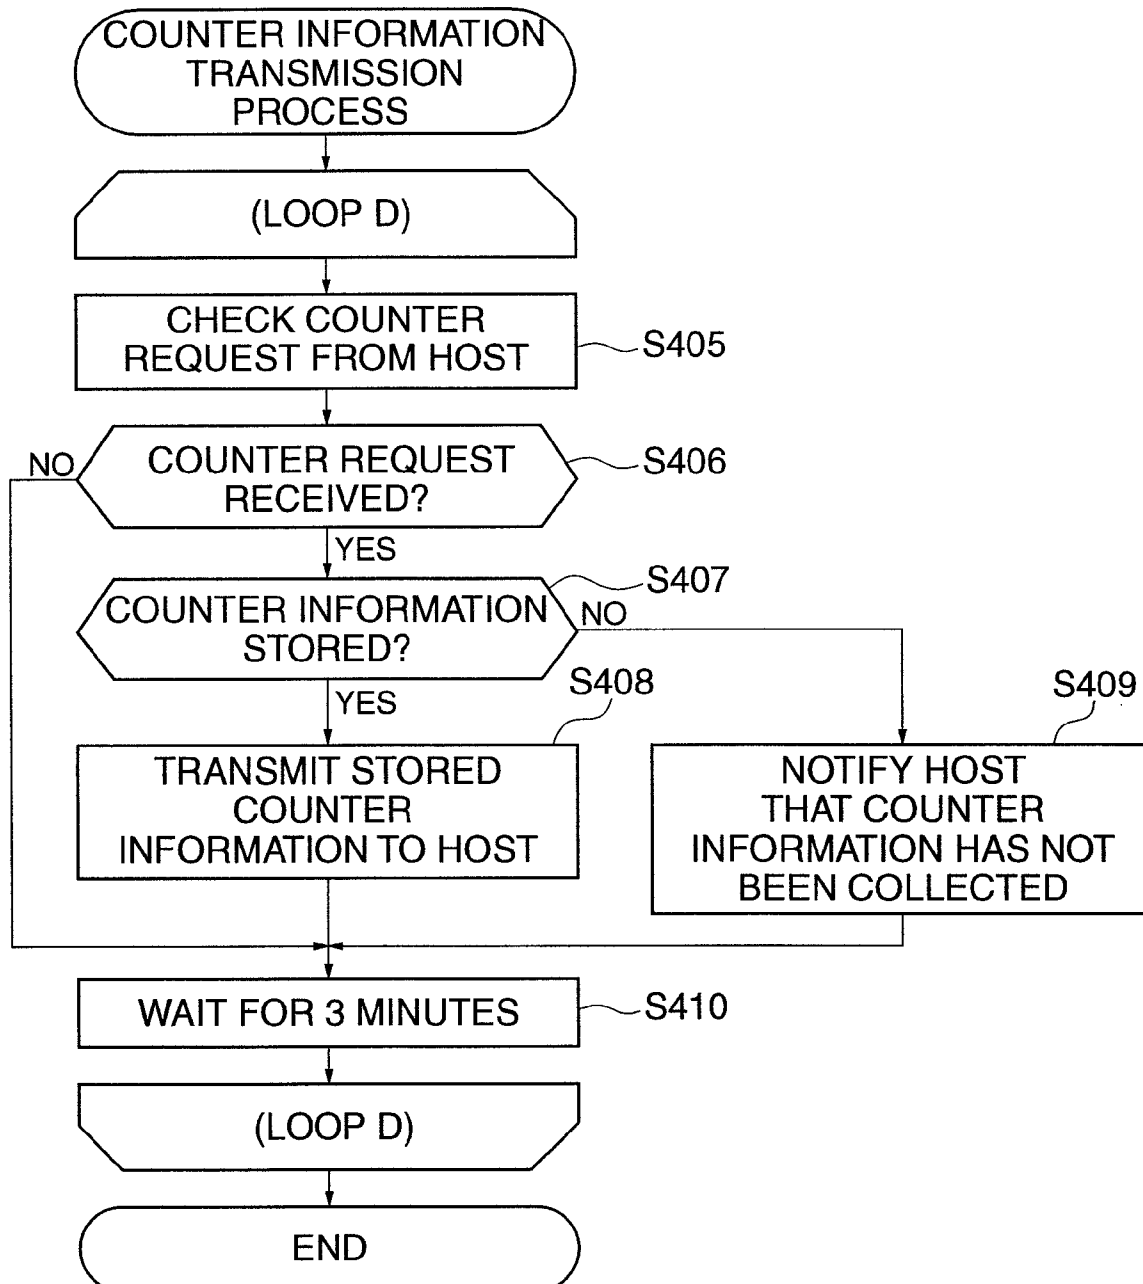 COUNTER INFORMATION
TRANSMISSION
PROCESS
(LOOP D)
CHECK COUNTER
REQUEST FROM HOST
S405
NO
COUNTER REQUEST
RECEIVED?
S406
YES
S407
COUNTER INFORMATION
STORED?
NO
YES
S408
S409
TRANSMIT STORED
COUNTER
INFORMATION TO HOST
NOTIFY HOST
THAT COUNTER
INFORMATION HAS NOT
BEEN COLLECTED
WAIT FOR 3 MINUTES
S410
(LOOP D)
END